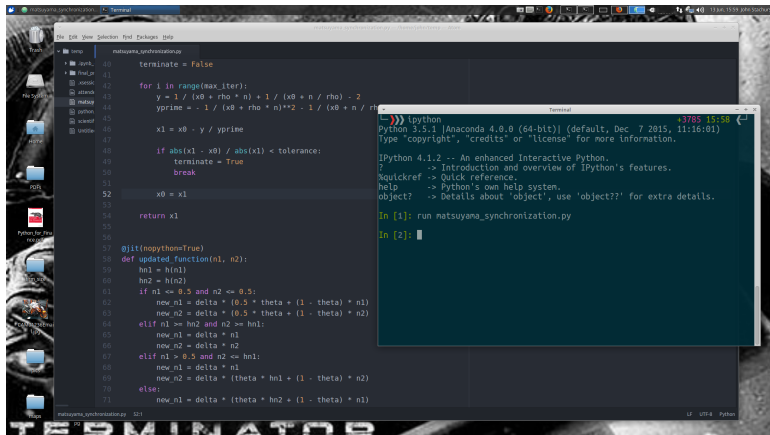 matsuyama_synchronization...
Terminal
13 Jun, 15:59
File Edit View Selection Find Packages Help
Trash
File System
Home
PDFs
Python_for_Fina
maps
temp
matsuyama_synchronization.py
40 terminate = False
41
42 for i in range(max_iter):
43 y = 1 / (x0 + rho * n) + 1 / (x0 + n / rho) - 2
44 yprime = - 1 / (x0 + rho * n)**2 - 1 / (x0 + n / rh
45
46 x1 = x0 - y / yprime
47
48 if abs(x1 - x0) / abs(x1) < tolerance:
49 terminate = True
50 break
51
52 x0 = x1
53
54 return x1
55
56
57 @jit(nopython=True)
58 def updated_function(n1, n2):
59 hn1 = h(n1)
60 hn2 = h(n2)
61 if n1 <= 0.5 and n2 <= 0.5:
62 new_n1 = delta * (0.5 * theta + (1 - theta) * n1)
63 new_n2 = delta * (0.5 * theta + (1 - theta) * n2)
64 elif n1 >= hn2 and n2 >= hn1:
65 new_n1 = delta * n1
66 new_n2 = delta * n2
67 elif n1 > 0.5 and n2 <= hn1:
68 new_n1 = delta * n1
69 new_n2 = delta * (theta * hn1 + (1 - theta) * n2)
70 else:
71 new_n1 = delta * (theta * hn2 + (1 - theta) * n1)
matsuyama_synchronization.py 52:1
LF UTF-8 Python
Terminal
ipython +3785 15:58
Python 3.5.1 |Anaconda 4.0.0 (64-bit)| (default, Dec 7 2015, 11:16:01)
Type "copyright", "credits" or "license" for more information.
IPython 4.1.2 -- An enhanced Interactive Python.
? -> Introduction and overview of IPython's features.
%quickref -> Quick reference.
help -> Python's own help system.
object? -> Details about 'object', use 'object??' for extra details.
In [1]: run matsuyama_synchronization.py
In [2]:
TERMINATOR